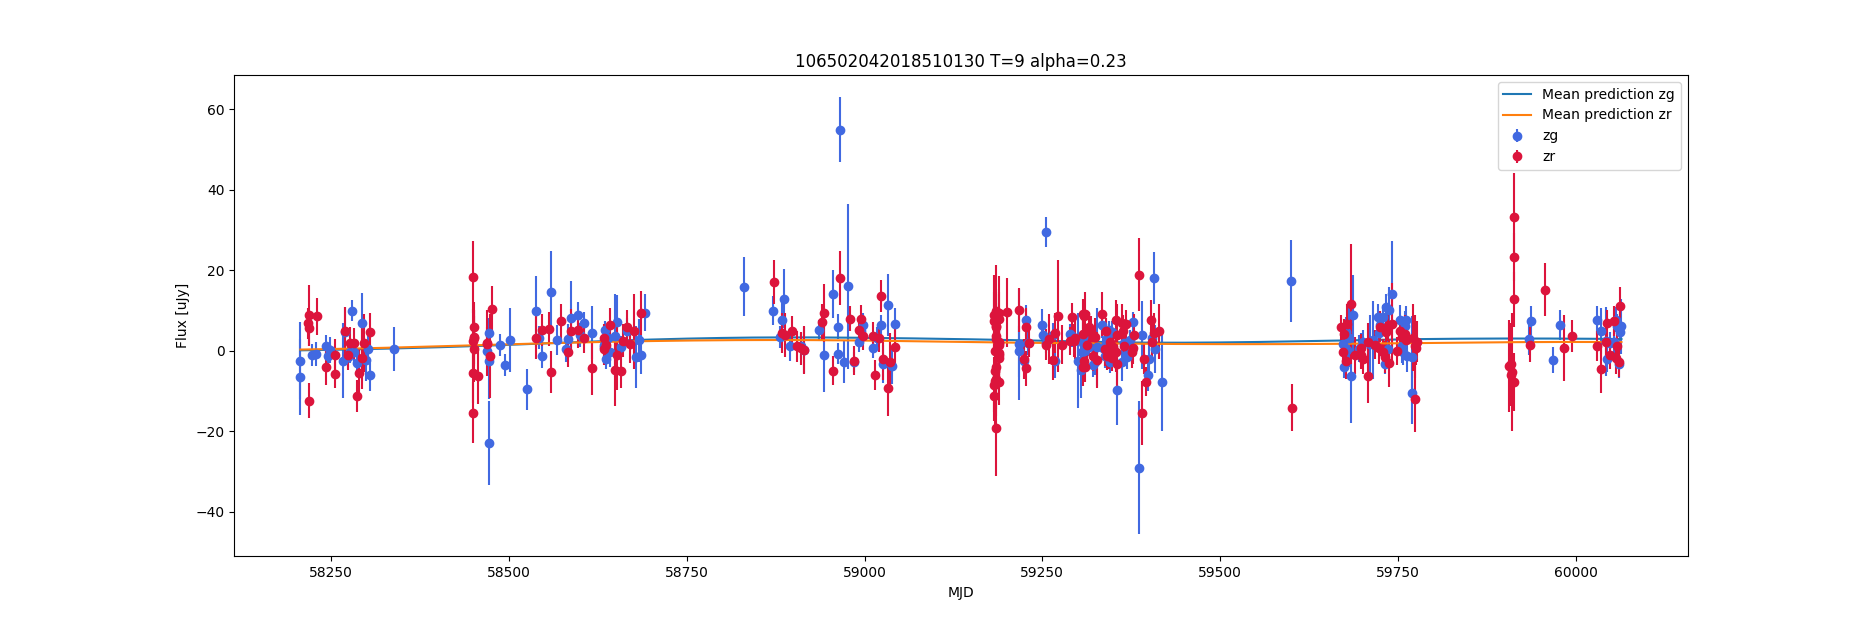 106502042018510130 T=9 alpha=0.23
Mean prediction zg
Mean prediction zr
zg
zr
Flux [uJy]
60
40
20
0
−20
−40
58250 58500 58750 59000 59250 59500 59750 60000
MJD